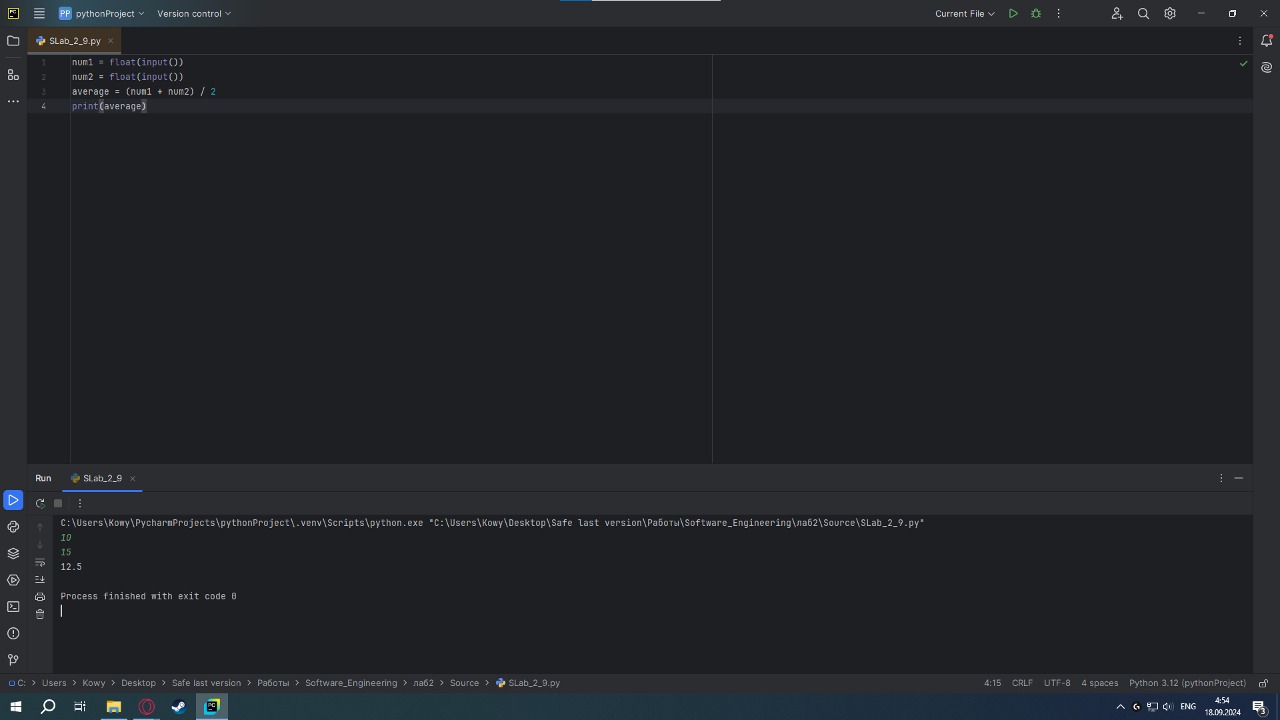 PC
PP pythonProject
Version control
Current File
SLab_2_9.py
1 num1 = float(input())
2 num2 = float(input())
3 average = (num1 + num2) / 2
4 print(average)
Run SLab_2_9
C:\Users\Kowy\PycharmProjects\pythonProject\.venv\Scripts\python.exe "C:\Users\Kowy\Desktop\Safe last version\Работы\Software_Engineering\лаб2\Source\SLab_2_9.py"
10
15
12.5
Process finished with exit code 0
C: > Users > Kowy > Desktop > Safe last version > Работы > Software_Engineering > лаб2 > Source > SLab_2_9.py
4:15 CRLF UTF-8 4 spaces Python 3.12 (pythonProject)
PC
ENG
4:54
18.09.2024